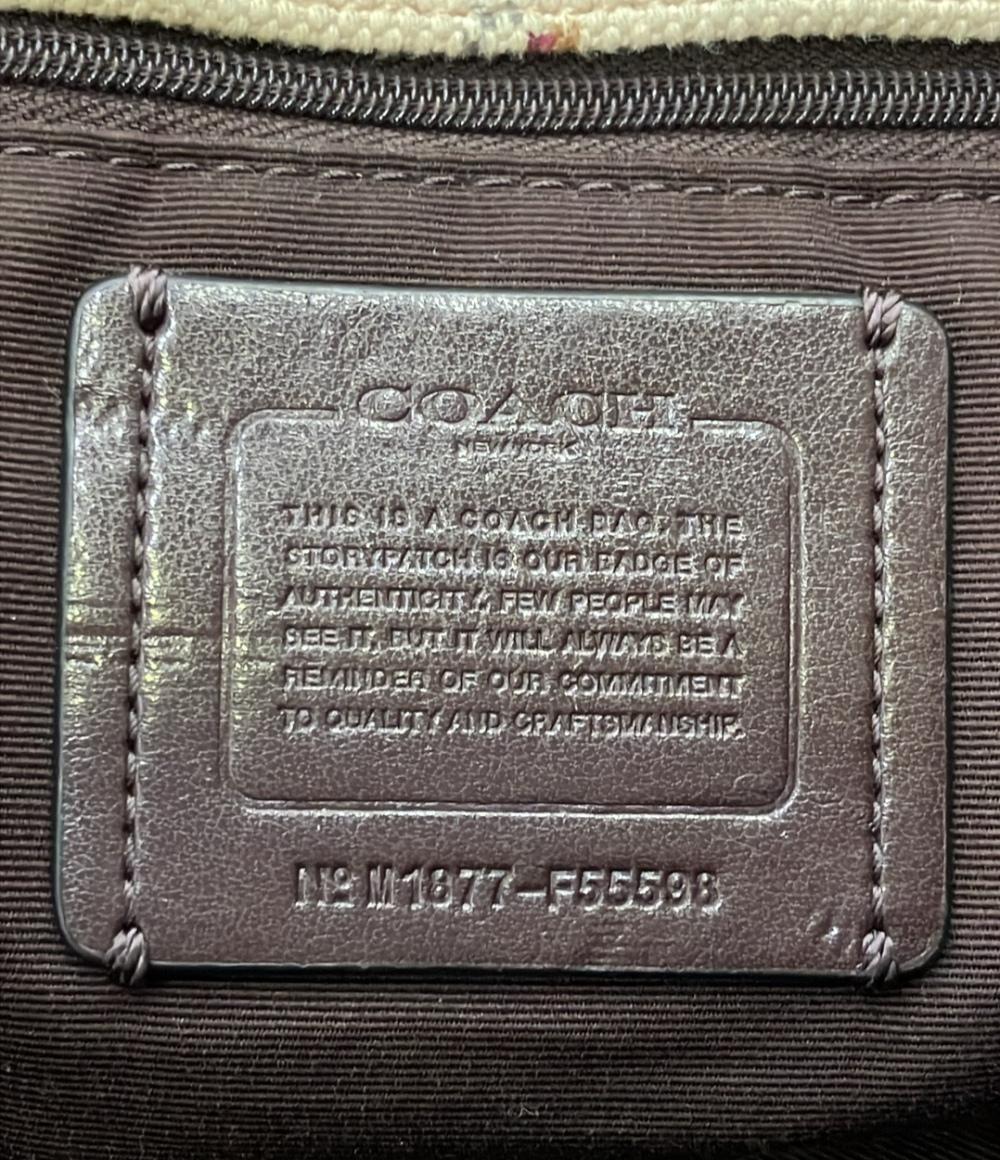 COACH
NEW YORK
THIS IS A COACH BAG. THE
STORYPATCH IS OUR BADGE OF
AUTHENTICITY. FEW PEOPLE MAY
SEE IT, BUT IT WILL ALWAYS BE A
REMINDER OF OUR COMMITMENT
TO QUALITY AND CRAFTSMANSHIP.
Nº M1877-F55598